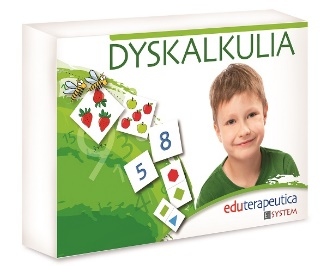 DYSKALKULIA
5
8
eduterapeutica
SYSTEM